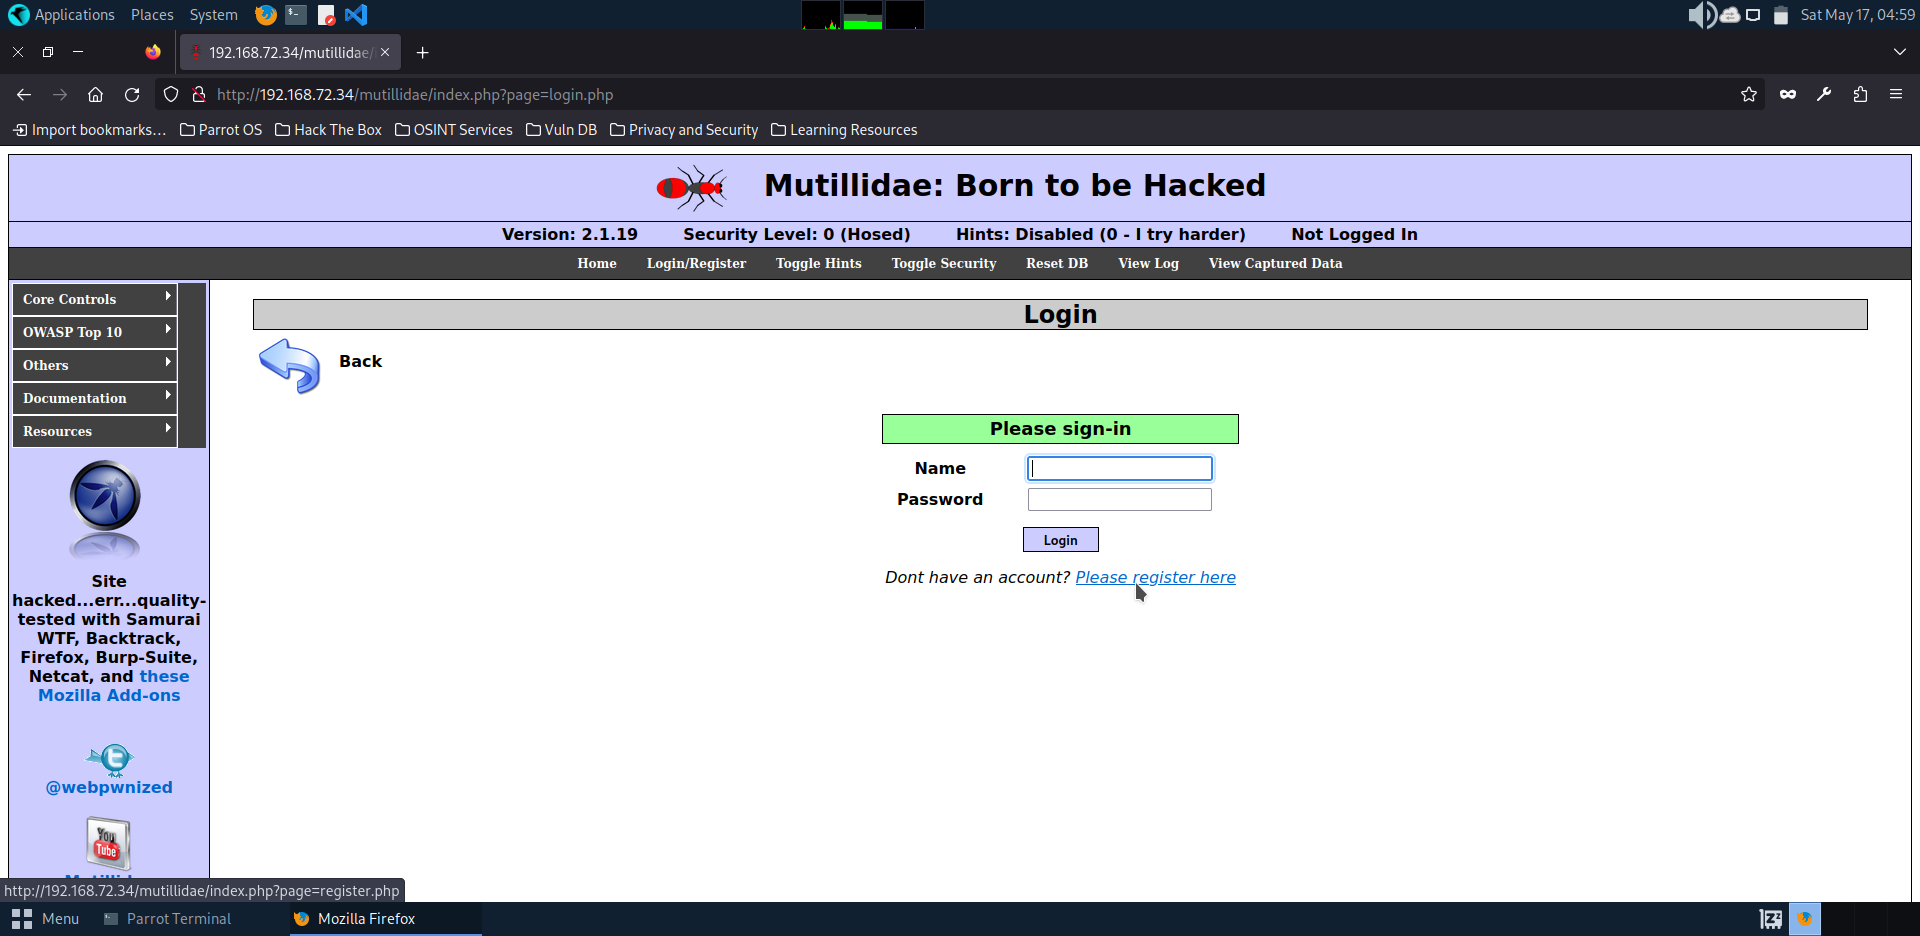 Applications Places System Sat May 17, 04:59
192.168.72.34/mutillidae/
http://192.168.72.34/mutillidae/index.php?page=login.php
Import bookmarks... Parrot OS Hack The Box OSINT Services Vuln DB Privacy and Security Learning Resources
Mutillidae: Born to be Hacked
Version: 2.1.19 Security Level: 0 (Hosed) Hints: Disabled (0 - I try harder) Not Logged In
Home Login/Register Toggle Hints Toggle Security Reset DB View Log View Captured Data
Core Controls
OWASP Top 10
Others
Documentation
Resources
Site
hacked...err...quality-
tested with Samurai
WTF, Backtrack,
Firefox, Burp-Suite,
Netcat, and these
Mozilla Add-ons
@webpwnized
You
Tube
Login
Back
Please sign-in
Name
Password
Login
Dont have an account? Please register here
http://192.168.72.34/mutillidae/index.php?page=register.php
Menu Parrot Terminal Mozilla Firefox